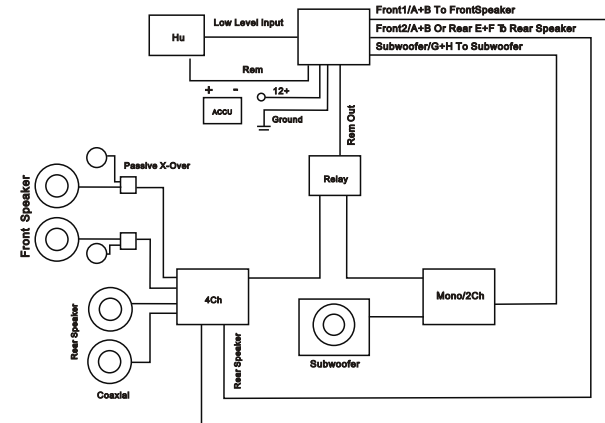 Front1/A+B To FrontSpeaker
Low Level Input
Front2/A+B Or Rear E+F To Rear Speaker
Hu
Subwoofer/G+H To Subwoofer
Rem
+ -
12+
ACCU
Ground
Rem Out
Passive X-Over
Relay
Front Speaker
4Ch
Mono/2Ch
Rear Speaker
Rear Speaker
Subwoofer
Coaxial